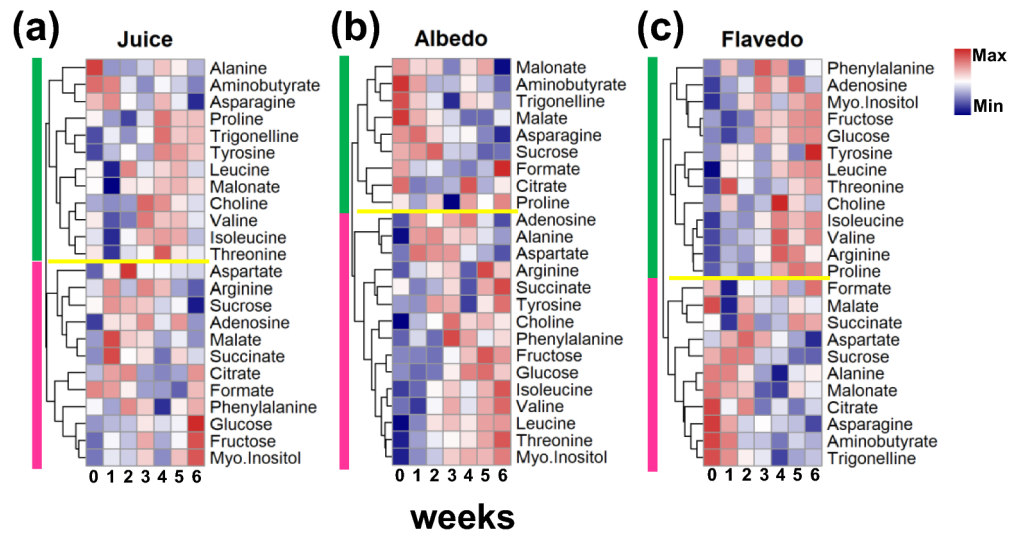 (a) (b) (c)
Juice Albedo Flavedo
Alanine
Aminobutyrate
Asparagine
Proline
Trigonelline
Tyrosine
Leucine
Malonate
Choline
Valine
Isoleucine
Threonine
Aspartate
Arginine
Sucrose
Adenosine
Malate
Succinate
Citrate
Formate
Phenylalanine
Glucose
Fructose
Myo.Inositol
0 1 2 3 4 5 6
Malonate
Aminobutyrate
Trigonelline
Malate
Asparagine
Sucrose
Formate
Citrate
Proline
Adenosine
Alanine
Aspartate
Arginine
Succinate
Tyrosine
Choline
Phenylalanine
Fructose
Glucose
Isoleucine
Valine
Leucine
Threonine
Myo.Inositol
0 1 2 3 4 5 6
Phenylalanine
Adenosine
Myo.Inositol
Fructose
Glucose
Tyrosine
Leucine
Threonine
Choline
Isoleucine
Valine
Arginine
Proline
Formate
Malate
Succinate
Aspartate
Sucrose
Alanine
Malonate
Citrate
Asparagine
Aminobutyrate
Trigonelline
0 1 2 3 4 5 6
Max
Min
weeks